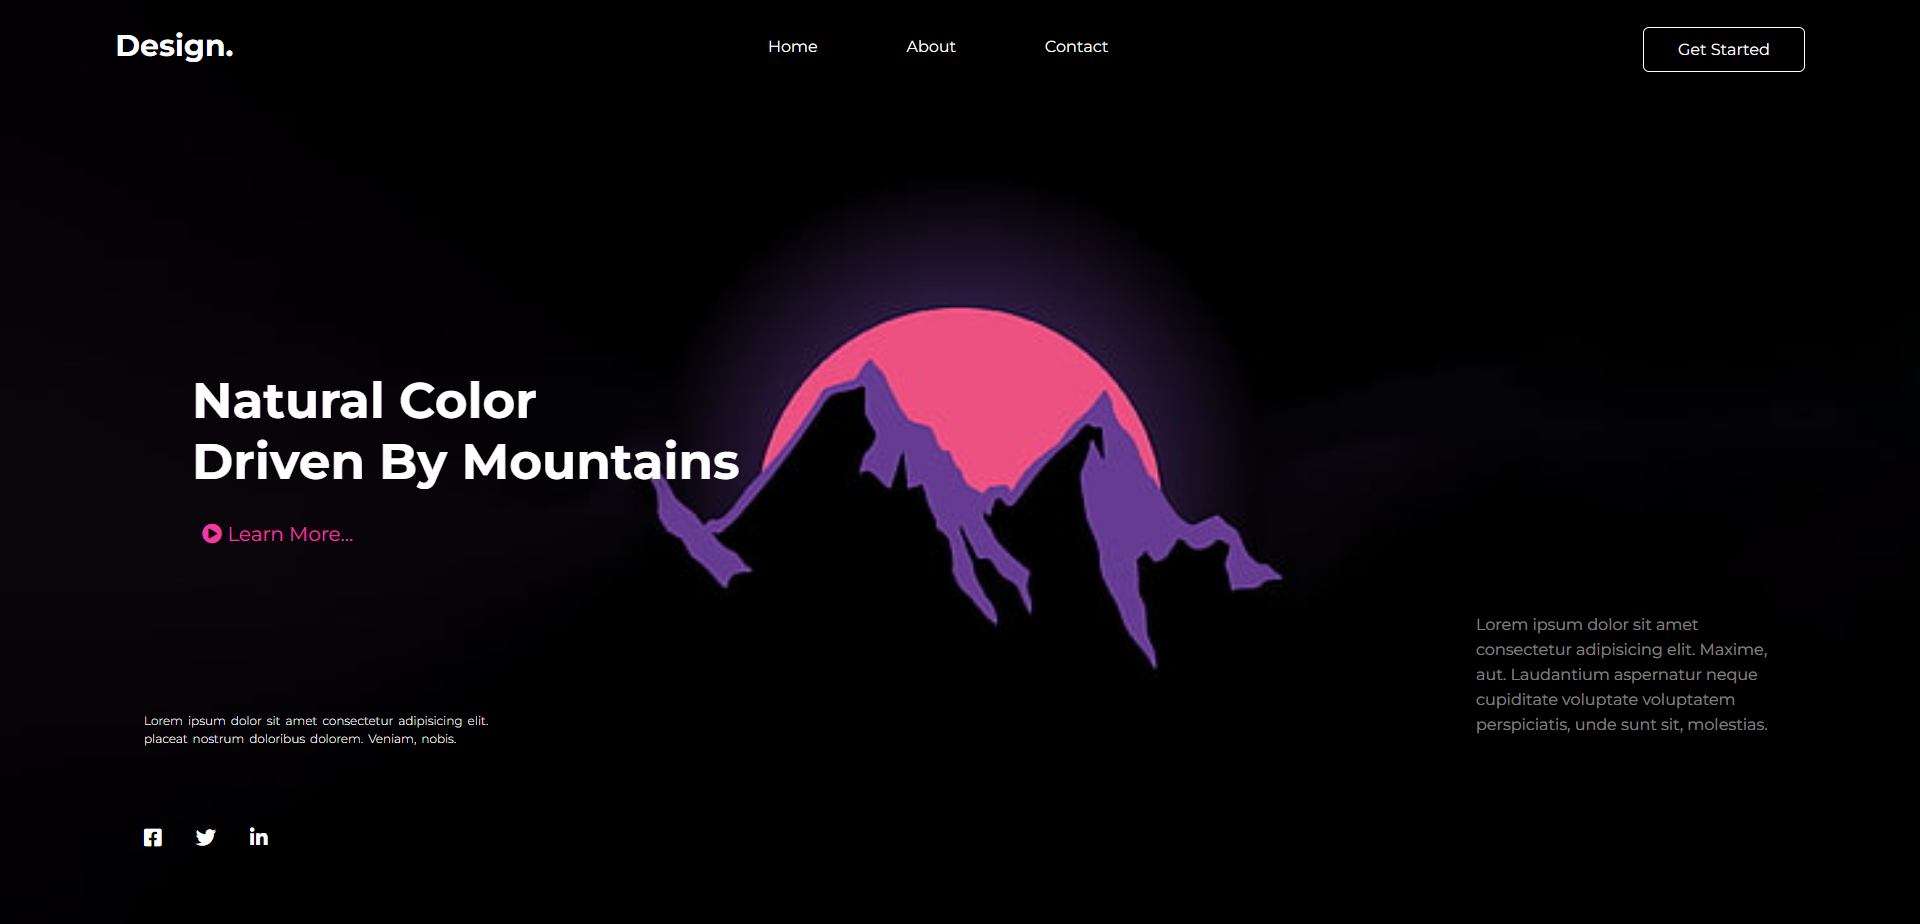 Design.
Home
About
Contact
Get Started
Natural Color
Driven By Mountains
Learn More...
Lorem ipsum dolor sit amet
consectetur adipisicing elit. Maxime,
aut. Laudantium aspernatur neque
cupiditate voluptate voluptatem
perspiciatis, unde sunt sit, molestias.
Lorem ipsum dolor sit amet consectetur adipisicing elit.
placeat nostrum doloribus dolorem. Veniam, nobis.